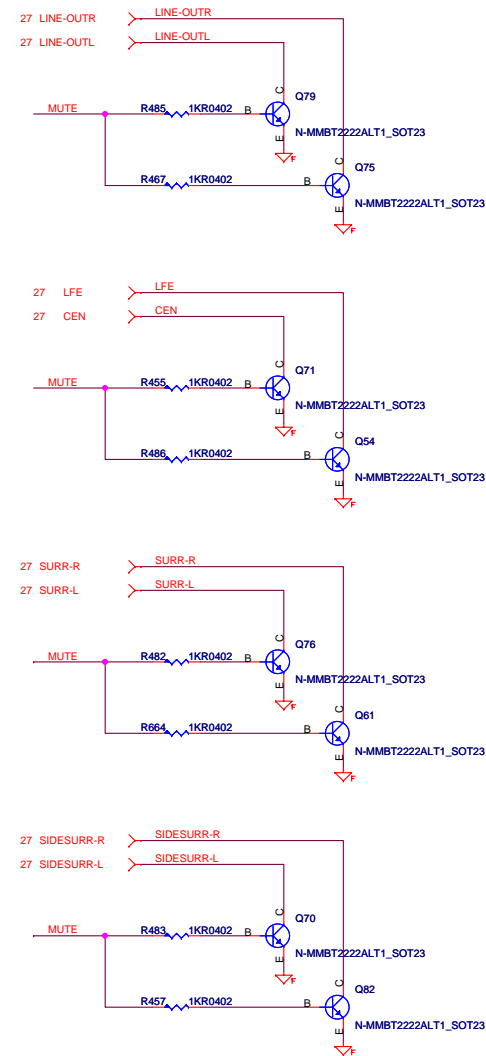 27 LINE-OUTR LINE-OUTR
27 LINE-OUTL LINE-OUTL
C
Q79
MUTE R485 1KR0402 B
N-MMBT2222ALT1_SOT23
E
F
C
Q75
R467 1KR0402 B
N-MMBT2222ALT1_SOT23
E
F
27 LFE LFE
27 CEN CEN
C
Q71
MUTE R455 1KR0402 B
N-MMBT2222ALT1_SOT23
E
F
C
Q54
R486 1KR0402 B
N-MMBT2222ALT1_SOT23
E
F
27 SURR-R SURR-R
27 SURR-L SURR-L
C
Q76
MUTE R482 1KR0402 B
N-MMBT2222ALT1_SOT23
E
F
C
Q61
R664 1KR0402 B
N-MMBT2222ALT1_SOT23
E
F
27 SIDESURR-R SIDESURR-R
27 SIDESURR-L SIDESURR-L
C
Q70
MUTE R483 1KR0402 B
N-MMBT2222ALT1_SOT23
E
F
C
Q82
R457 1KR0402 B
N-MMBT2222ALT1_SOT23
E
F